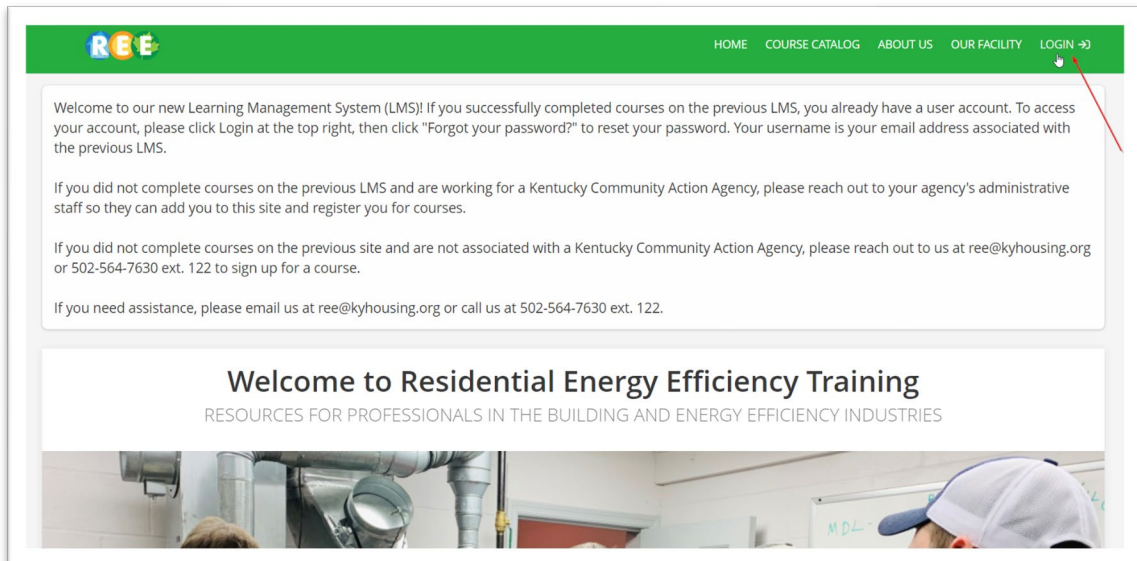 REE
HOME COURSE CATALOG ABOUT US OUR FACILITY LOGIN
Welcome to our new Learning Management System (LMS)! If you successfully completed courses on the previous LMS, you already have a user account. To access
your account, please click Login at the top right, then click "Forgot your password?" to reset your password. Your username is your email address associated with
the previous LMS.
If you did not complete courses on the previous LMS and are working for a Kentucky Community Action Agency, please reach out to your agency's administrative
staff so they can add you to this site and register you for courses.
If you did not complete courses on the previous site and are not associated with a Kentucky Community Action Agency, please reach out to us at ree@kyhousing.org
or 502-564-7630 ext. 122 to sign up for a course.
If you need assistance, please email us at ree@kyhousing.org or call us at 502-564-7630 ext. 122.
Welcome to Residential Energy Efficiency Training
RESOURCES FOR PROFESSIONALS IN THE BUILDING AND ENERGY EFFICIENCY INDUSTRIES
MDL-